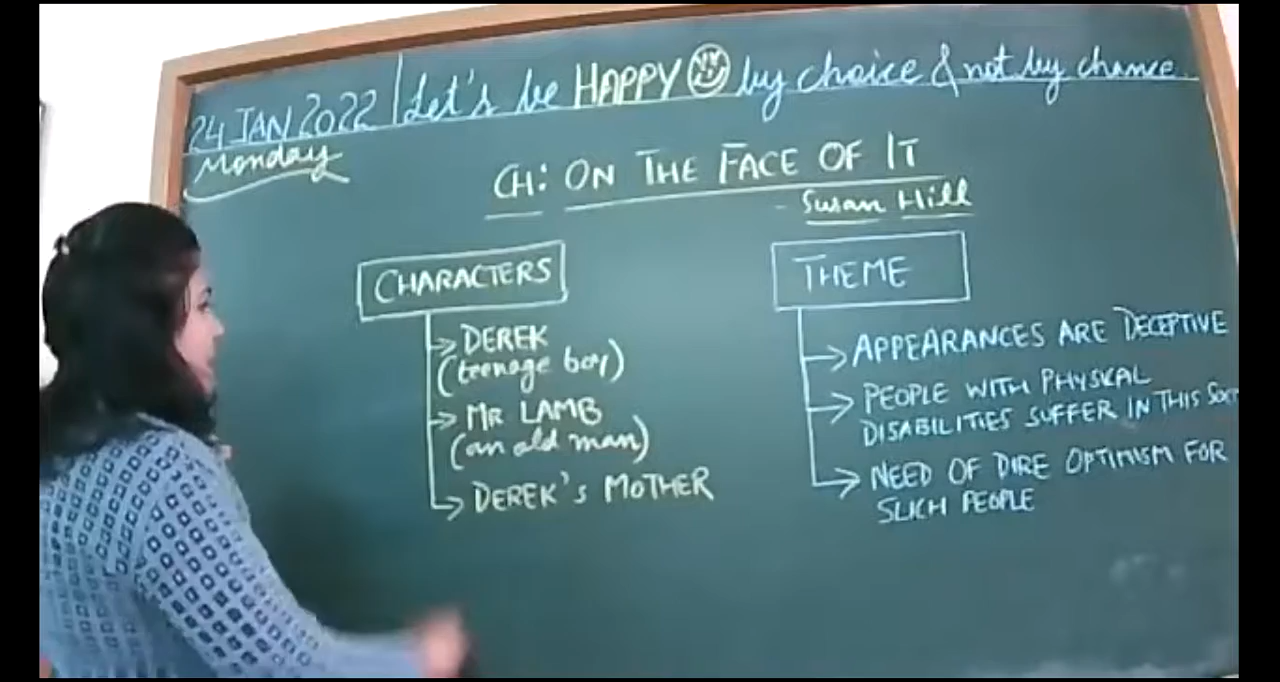 24 JAN 2022 Let's be HAPPY by choice & not by chance
Monday
CH: ON THE FACE OF IT
- Susan Hill
CHARACTERS
DEREK
(teenage boy)
MR LAMB
(an old man)
DEREK'S MOTHER
THEME
APPEARANCES ARE DECEPTIVE
PEOPLE WITH PHYSICAL
DISABILITIES SUFFER IN THIS
NEED OF DIRE OPTIMISM FOR
SUCH PEOPLE